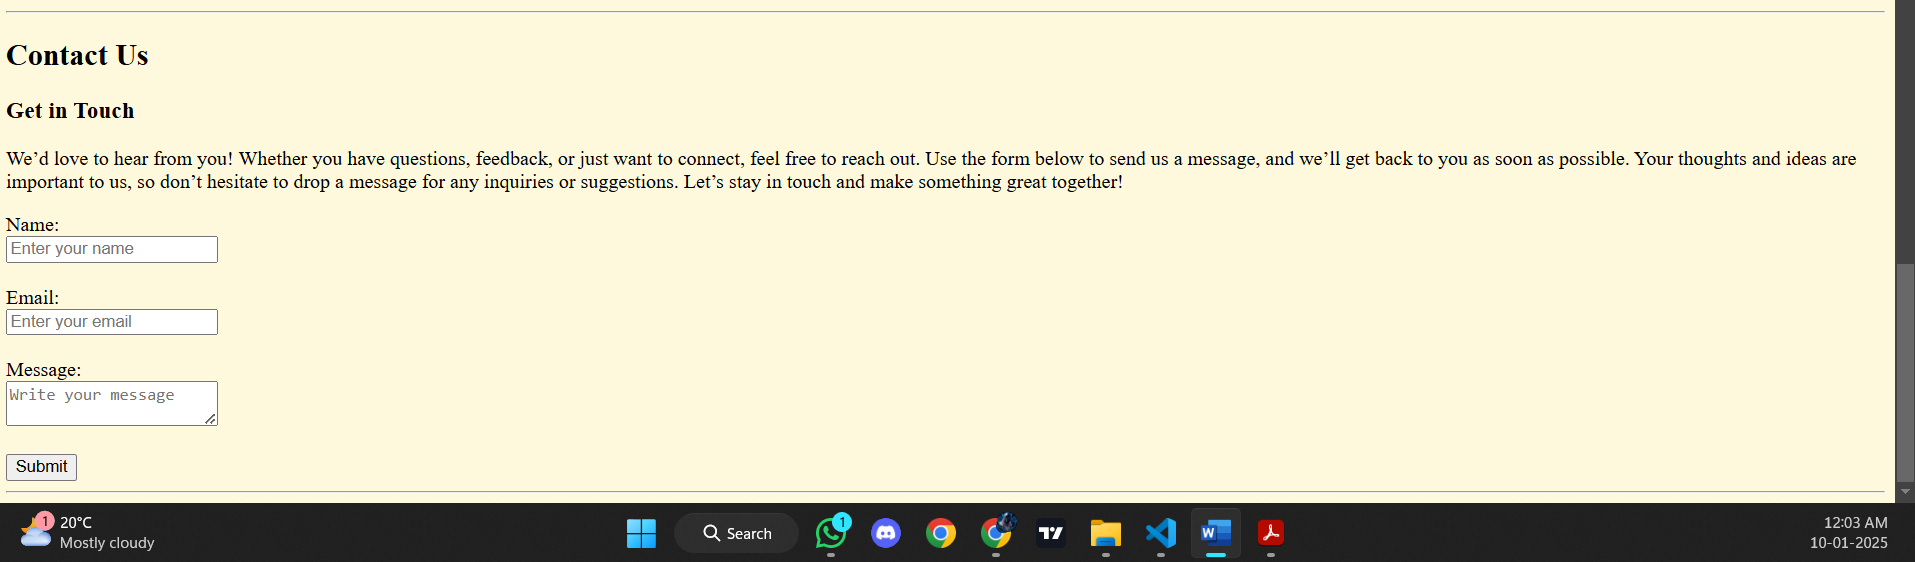 Contact Us
Get in Touch
We’d love to hear from you! Whether you have questions, feedback, or just want to connect, feel free to reach out. Use the form below to send us a message, and we’ll get back to you as soon as possible. Your thoughts and ideas are
important to us, so don’t hesitate to drop a message for any inquiries or suggestions. Let’s stay in touch and make something great together!
Name:
Enter your name
Email:
Enter your email
Message:
Write your message
Submit
1
20°C
Mostly cloudy
Search
1
W
12:03 AM
10-01-2025